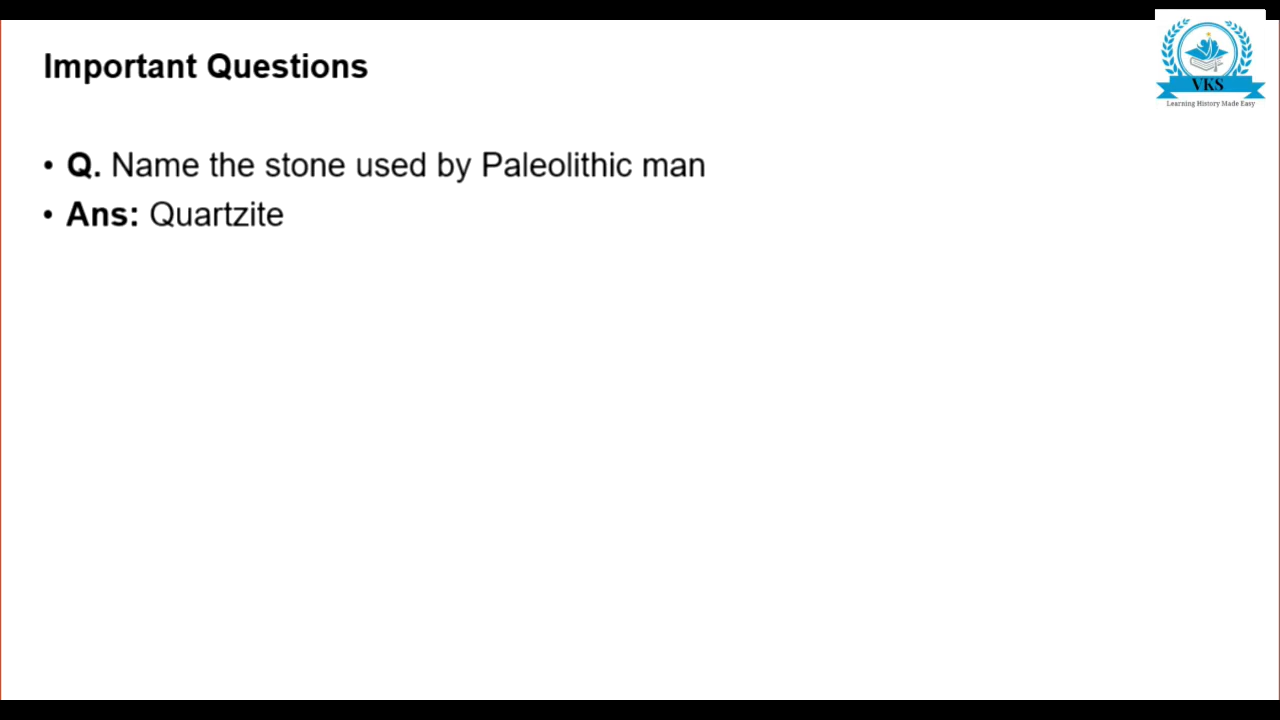 Important Questions
VKS
Learning History Made Easy
• Q. Name the stone used by Paleolithic man
• Ans: Quartzite